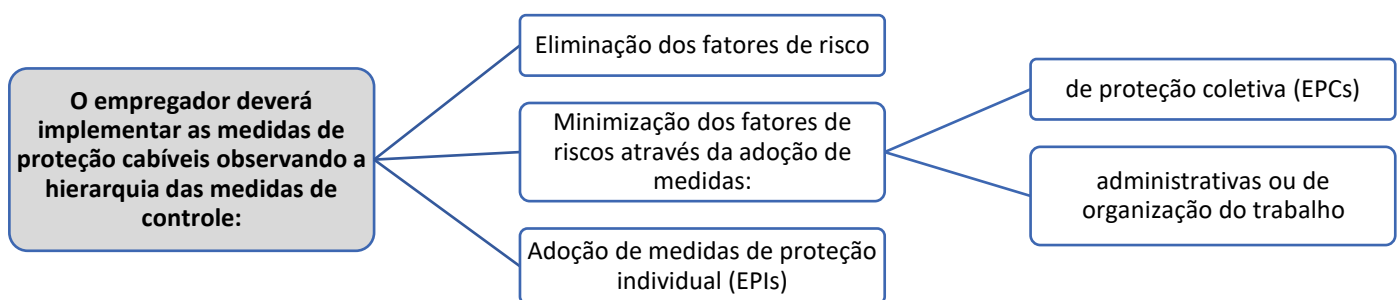 O empregador deverá
implementar as medidas de
proteção cabíveis observando a
hierarquia das medidas de
controle:
Eliminação dos fatores de risco
Minimização dos fatores de
riscos através da adoção de
medidas:
Adoção de medidas de proteção
individual (EPIs)
de proteção coletiva (EPCs)
administrativas ou de
organização do trabalho